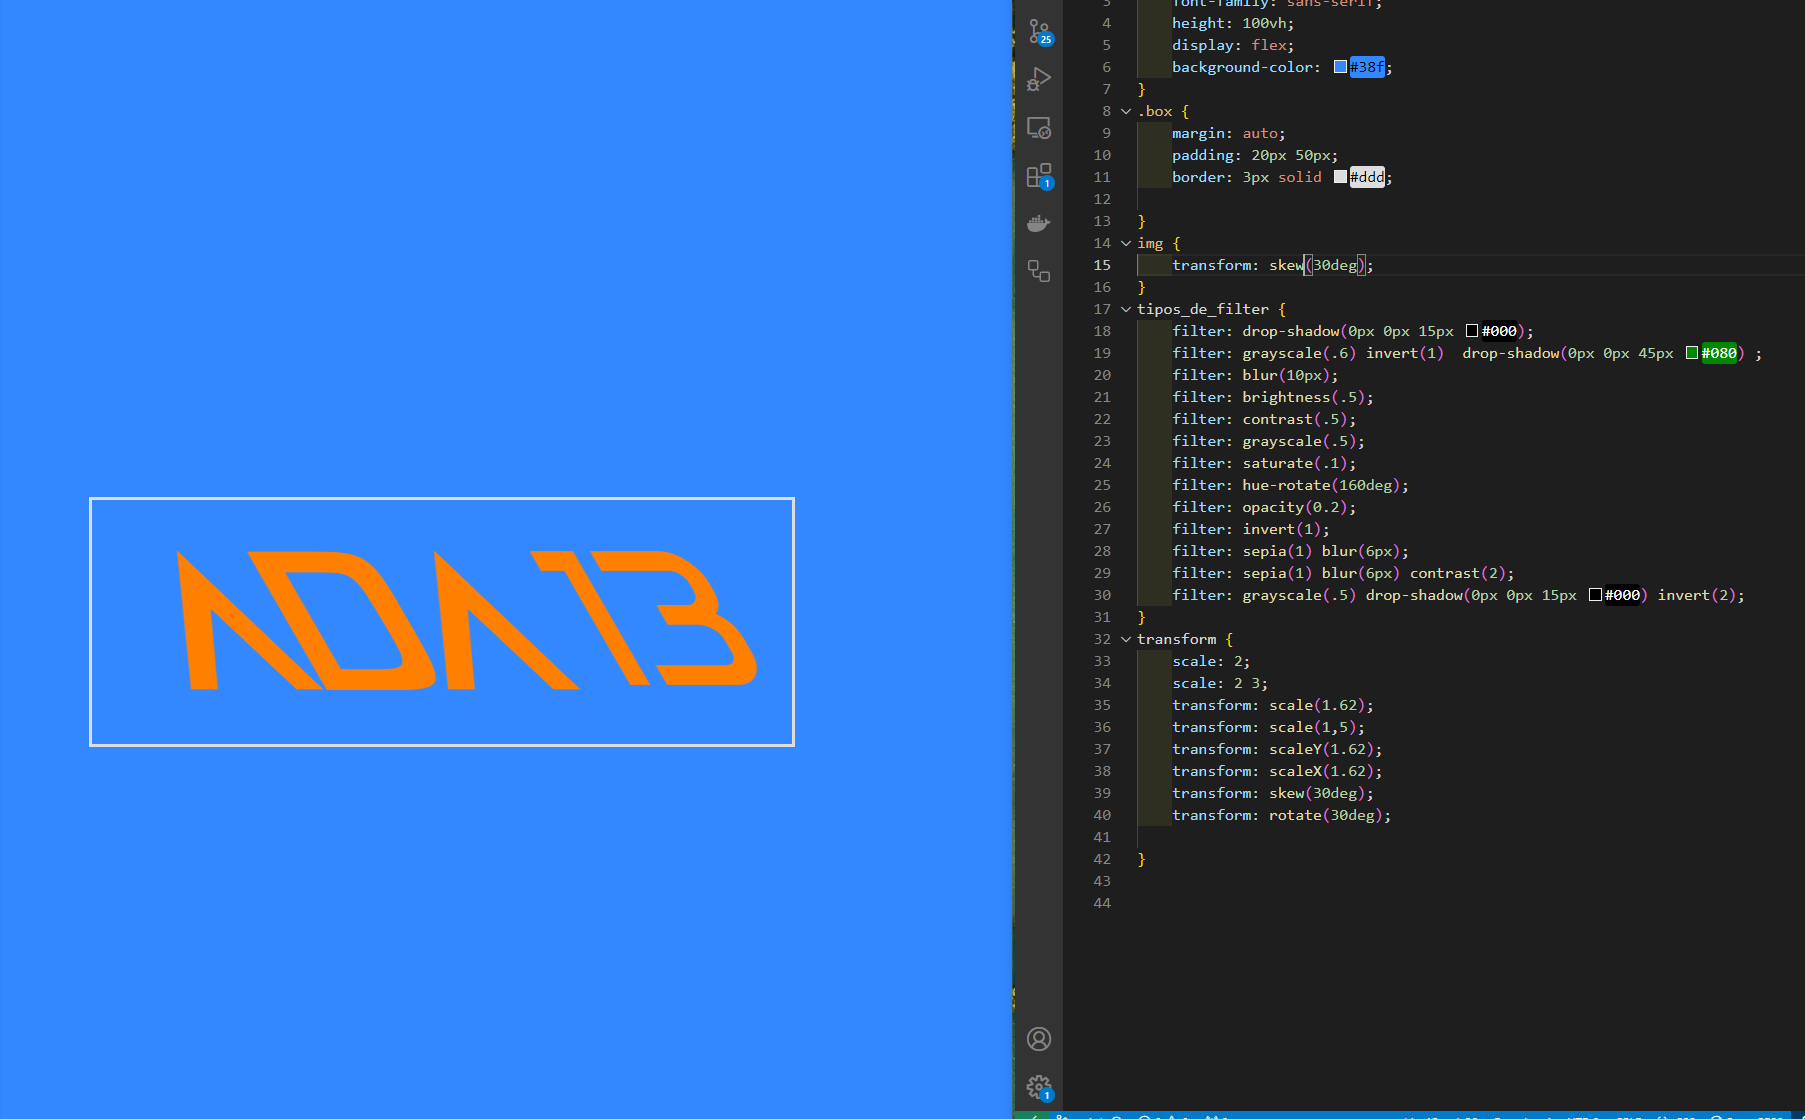 ADA13
25
1
1
3 font-family: sans-serif;
4 height: 100vh;
5 display: flex;
6 background-color: #38f;
7 }
8 .box {
9 margin: auto;
10 padding: 20px 50px;
11 border: 3px solid #ddd;
12
13 }
14 img {
15 transform: skew(30deg);
16 }
17 tipos_de_filter {
18 filter: drop-shadow(0px 0px 15px #000);
19 filter: grayscale(.6) invert(1)  drop-shadow(0px 0px 45px #080) ;
20 filter: blur(10px);
21 filter: brightness(.5);
22 filter: contrast(.5);
23 filter: grayscale(.5);
24 filter: saturate(.1);
25 filter: hue-rotate(160deg);
26 filter: opacity(0.2);
27 filter: invert(1);
28 filter: sepia(1) blur(6px);
29 filter: sepia(1) blur(6px) contrast(2);
30 filter: grayscale(.5) drop-shadow(0px 0px 15px #000) invert(2);
31 }
32 transform {
33 scale: 2;
34 scale: 2 3;
35 transform: scale(1.62);
36 transform: scale(1,5);
37 transform: scaleY(1.62);
38 transform: scaleX(1.62);
39 transform: skew(30deg);
40 transform: rotate(30deg);
41
42 }
43
44